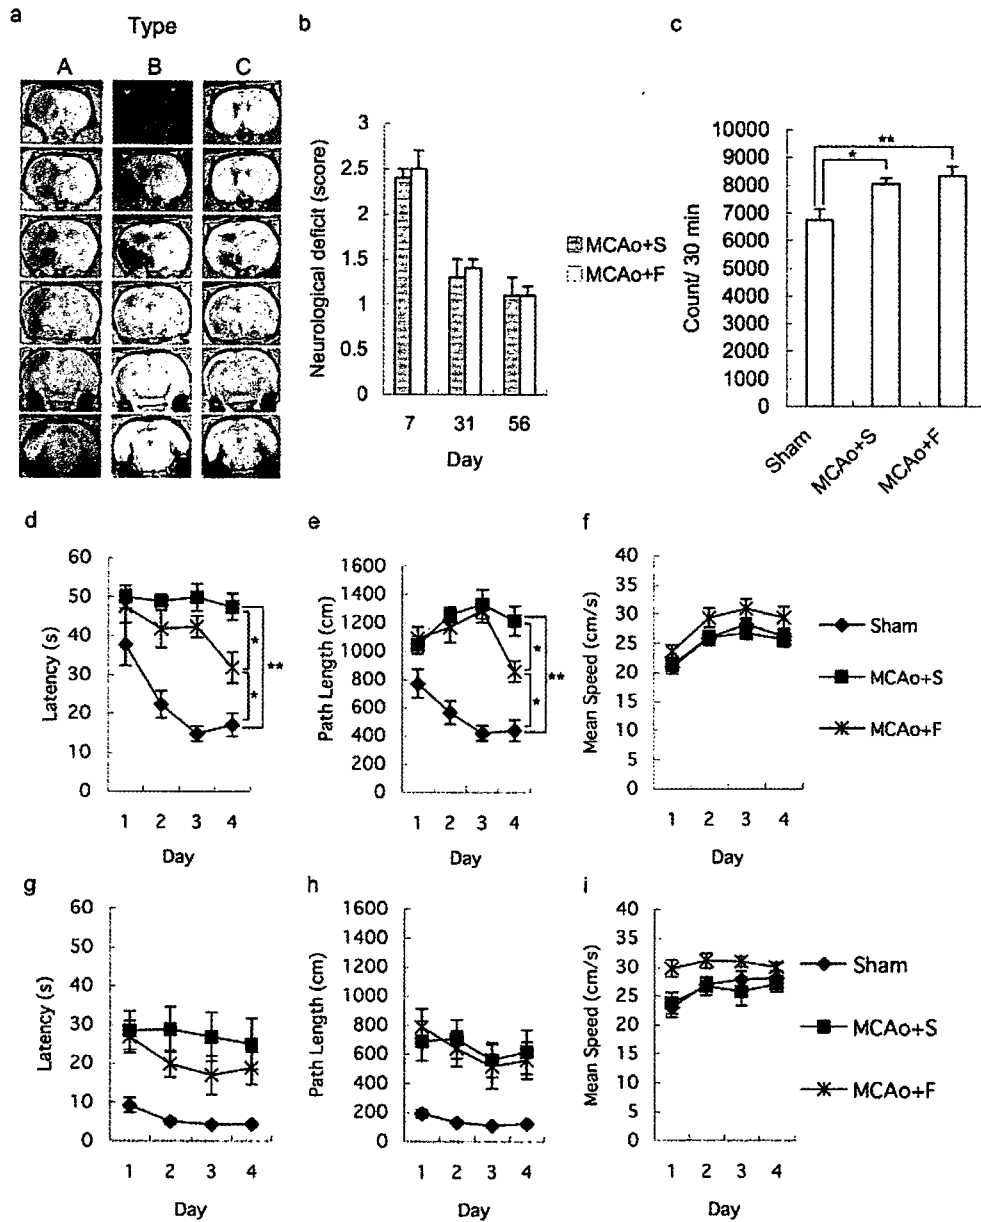 a
Type
A B C
b
Neurological deficit (score)
3
2.5
2
1.5
1
0.5
0
7 31 56
Day
MCAo+S
MCAo+F
c
Count/ 30 min
10000
9000
8000
7000
6000
5000
4000
3000
2000
1000
0
*
**
Sham
MCAo+S
MCAo+F
d
Latency (s)
60
50
40
30
20
10
0
1 2 3 4
Day
*
*
**
e
Path Length (cm)
1600
1400
1200
1000
800
600
400
200
0
1 2 3 4
Day
*
*
**
f
Mean Speed (cm/s)
40
35
30
25
20
15
10
5
0
1 2 3 4
Day
Sham
MCAo+S
MCAo+F
g
Latency (s)
60
50
40
30
20
10
0
1 2 3 4
Day
h
Path Length (cm)
1600
1400
1200
1000
800
600
400
200
0
1 2 3 4
Day
i
Mean Speed (cm/s)
40
35
30
25
20
15
10
5
0
1 2 3 4
Day
Sham
MCAo+S
MCAo+F